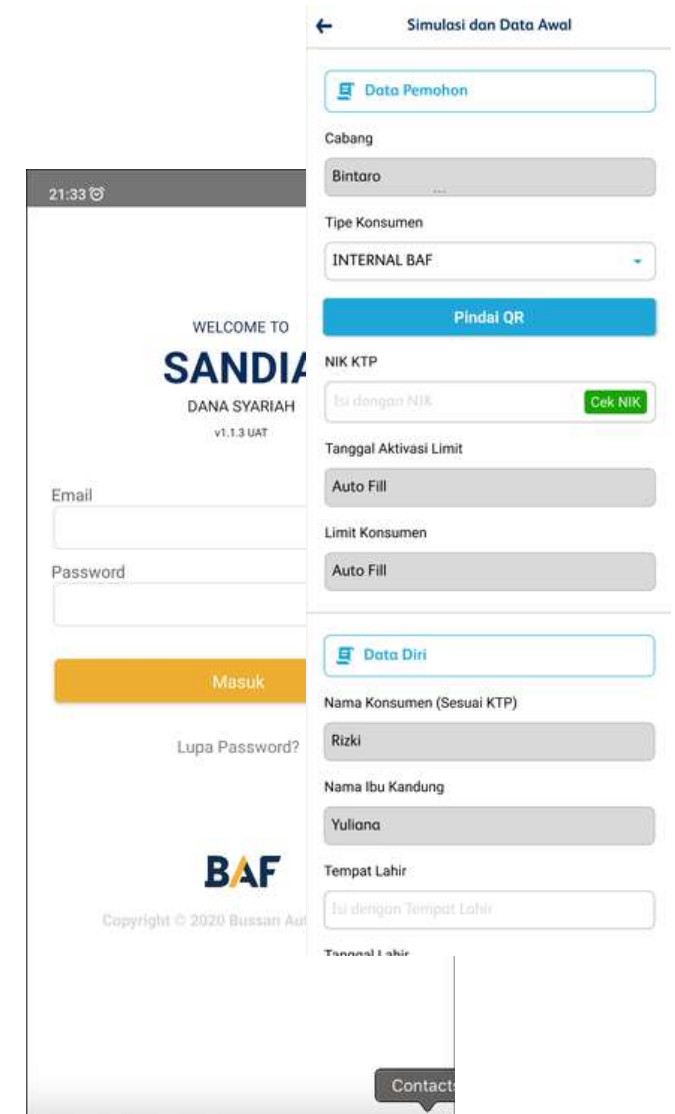 Simulasi dan Data Awal
Data Pemohon
Cabang
Bintaro
...
Tipe Konsumen
INTERNAL BAF
Pindai QR
NIK KTP
Isi dengan NIK
Cek NIK
Tanggal Aktivasi Limit
Auto Fill
Limit Konsumen
Auto Fill
Data Diri
Nama Konsumen (Sesuai KTP)
Rizki
Nama Ibu Kandung
Yuliana
Tempat Lahir
Isi dengan Tempat Lahir
Tanggal Lahir
21:33
WELCOME TO
SANDIA
DANA SYARIAH
v1.1.3 UAT
Email
Password
Masuk
Lupa Password?
BAF
Copyright © 2020 Bussan
Contacts